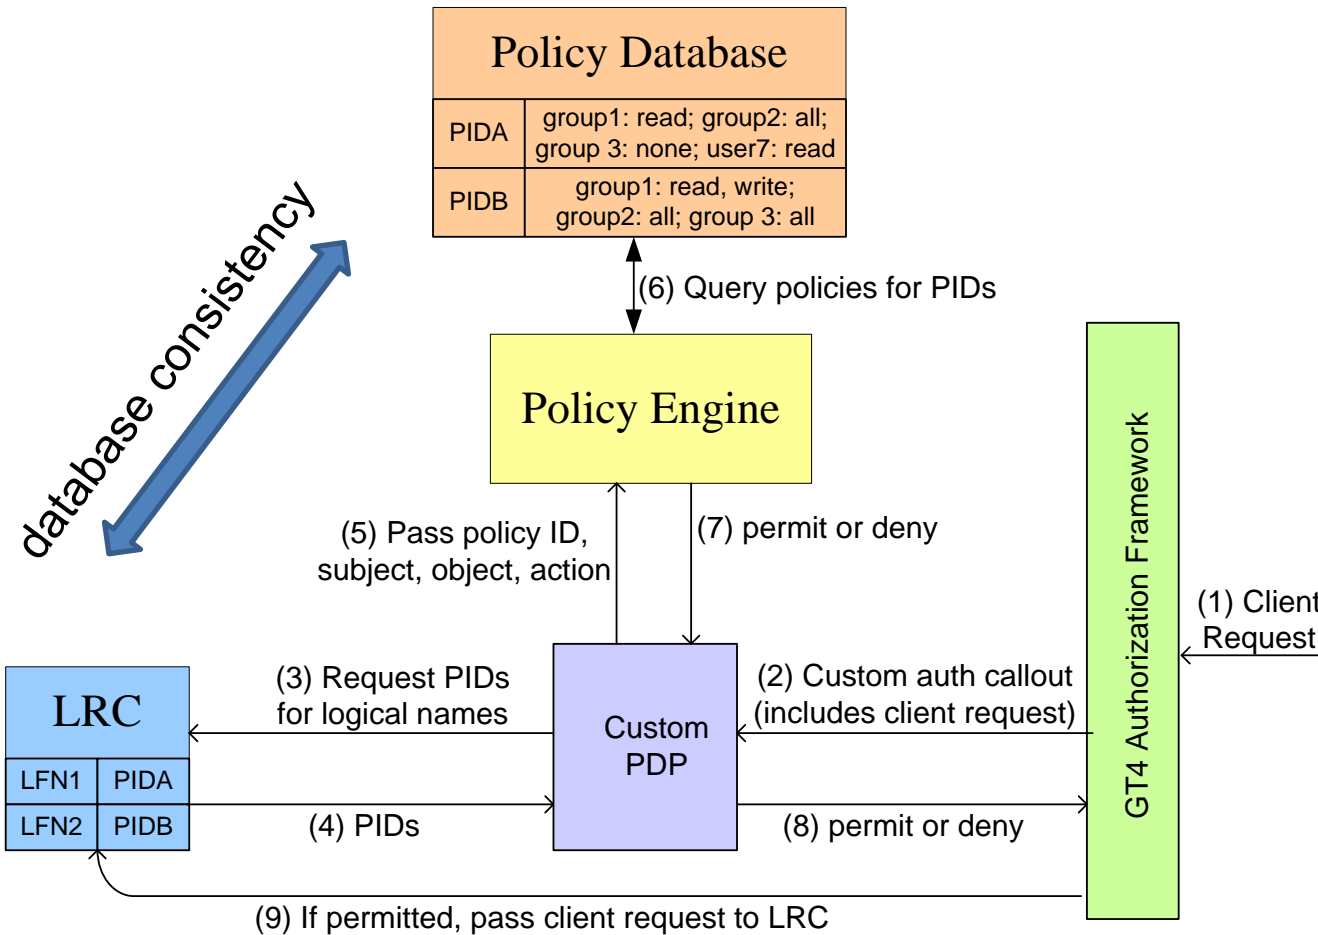 Policy Database
PIDA
group1: read; group2: all;
group 3: none; user7: read
PIDB
group1: read, write;
group2: all; group 3: all
database consistency
(6) Query policies for PIDs
Policy Engine
(5) Pass policy ID,
subject, object, action
(7) permit or deny
GT4 Authorization Framework
(1) Client
Request
(3) Request PIDs
for logical names
(2) Custom auth callout
(includes client request)
LRC
Custom
PDP
LFN1 PIDA
LFN2 PIDB
(4) PIDs
(8) permit or deny
(9) If permitted, pass client request to LRC